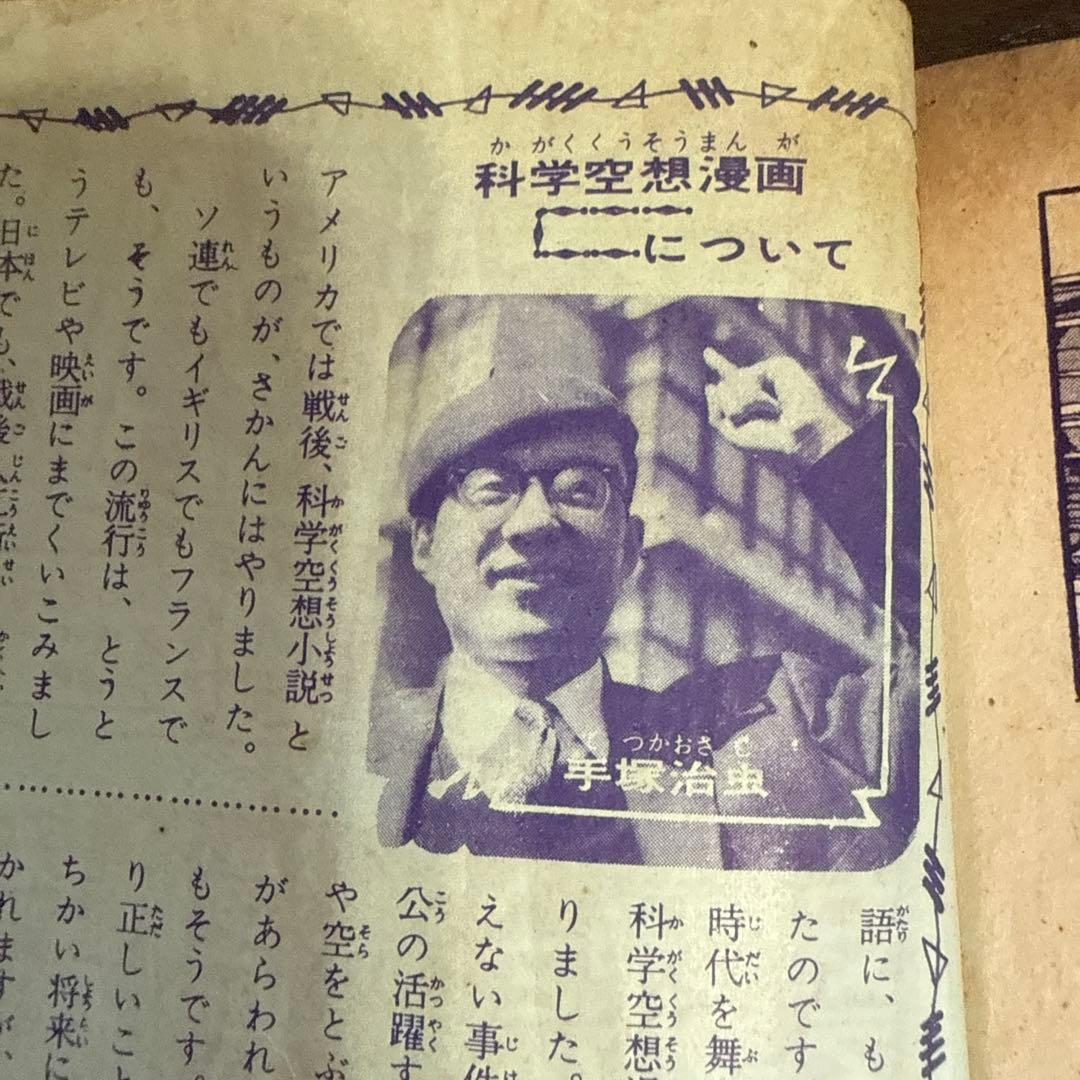 科学空想漫画
について
手塚治虫
アメリカでは戦後、科学空想小説と
いうものが、さかんにはやりました。
ソ連でもイギリスでもフランスで
も、そうです。この流行は、とうと
うテレビや映画にまでくいこみまし
た。日本でも、戦後
語に、も
たのです
時代を舞
科学空想
りました。
えない事件
公の活躍す
や空をとぶ
があらわれ
もそうです。
り正しいこと
ちかい将来に
かれますが、